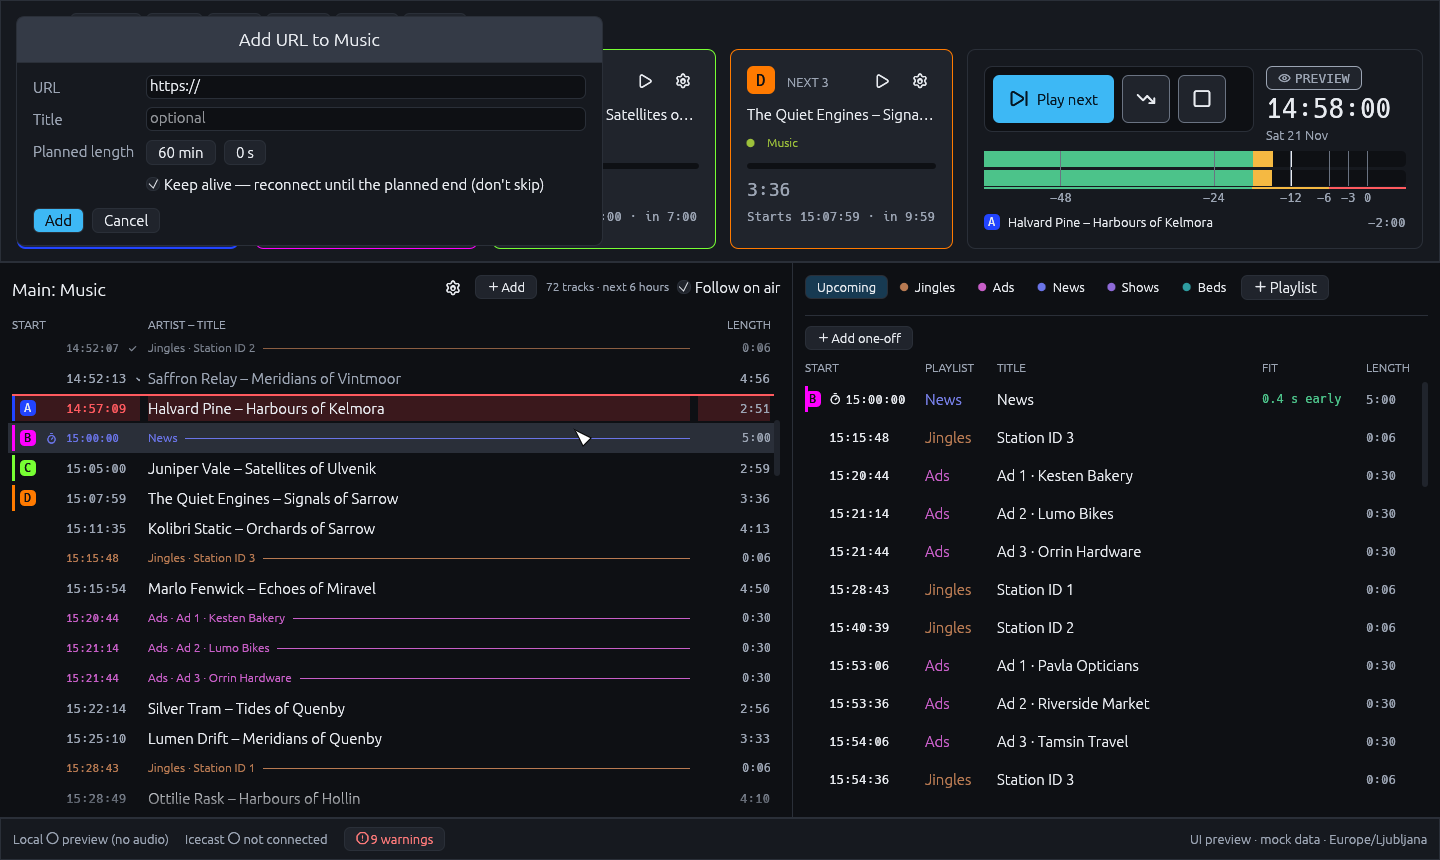 Add URL to Music
URL https://
Title optional
Planned length 60 min 0 s
Keep alive — reconnect until the planned end (don't skip)
Add Cancel
Satellites o…
:00 · in 7:00
D NEXT 3
The Quiet Engines – Signa…
Music
3:36
Starts 15:07:59 · in 9:59
Play next
PREVIEW
14:58:00
Sat 21 Nov
-48 -24 -12 -6 -3 0
A Halvard Pine – Harbours of Kelmora -2:00
Main: Music
+ Add 72 tracks · next 6 hours Follow on air
START ARTIST – TITLE LENGTH
14:52:07 Jingles · Station ID 2 0:06
14:52:13 Saffron Relay – Meridians of Vintmoor 4:56
A 14:57:09 Halvard Pine – Harbours of Kelmora 2:51
B 15:00:00 News 5:00
C 15:05:00 Juniper Vale – Satellites of Ulvenik 2:59
D 15:07:59 The Quiet Engines – Signals of Sarrow 3:36
15:11:35 Kolibri Static – Orchards of Sarrow 4:13
15:15:48 Jingles · Station ID 3 0:06
15:15:54 Marlo Fenwick – Echoes of Miravel 4:50
15:20:44 Ads · Ad 1 · Kesten Bakery 0:30
15:21:14 Ads · Ad 2 · Lumo Bikes 0:30
15:21:44 Ads · Ad 3 · Orrin Hardware 0:30
15:22:14 Silver Tram – Tides of Quenby 2:56
15:25:10 Lumen Drift – Meridians of Quenby 3:33
15:28:43 Jingles · Station ID 1 0:06
15:28:49 Ottilie Rask – Harbours of Hollin 4:10
Upcoming Jingles Ads News Shows Beds + Playlist
+ Add one-off
START PLAYLIST TITLE FIT LENGTH
B 15:00:00 News News 0.4 s early 5:00
15:15:48 Jingles Station ID 3 0:06
15:20:44 Ads Ad 1 · Kesten Bakery 0:30
15:21:14 Ads Ad 2 · Lumo Bikes 0:30
15:21:44 Ads Ad 3 · Orrin Hardware 0:30
15:28:43 Jingles Station ID 1 0:06
15:40:39 Jingles Station ID 2 0:06
15:53:06 Ads Ad 1 · Pavla Opticians 0:30
15:53:36 Ads Ad 2 · Riverside Market 0:30
15:54:06 Ads Ad 3 · Tamsin Travel 0:30
15:54:36 Jingles Station ID 3 0:06
Local preview (no audio) Icecast not connected 9 warnings
UI preview · mock data · Europe/Ljubljana